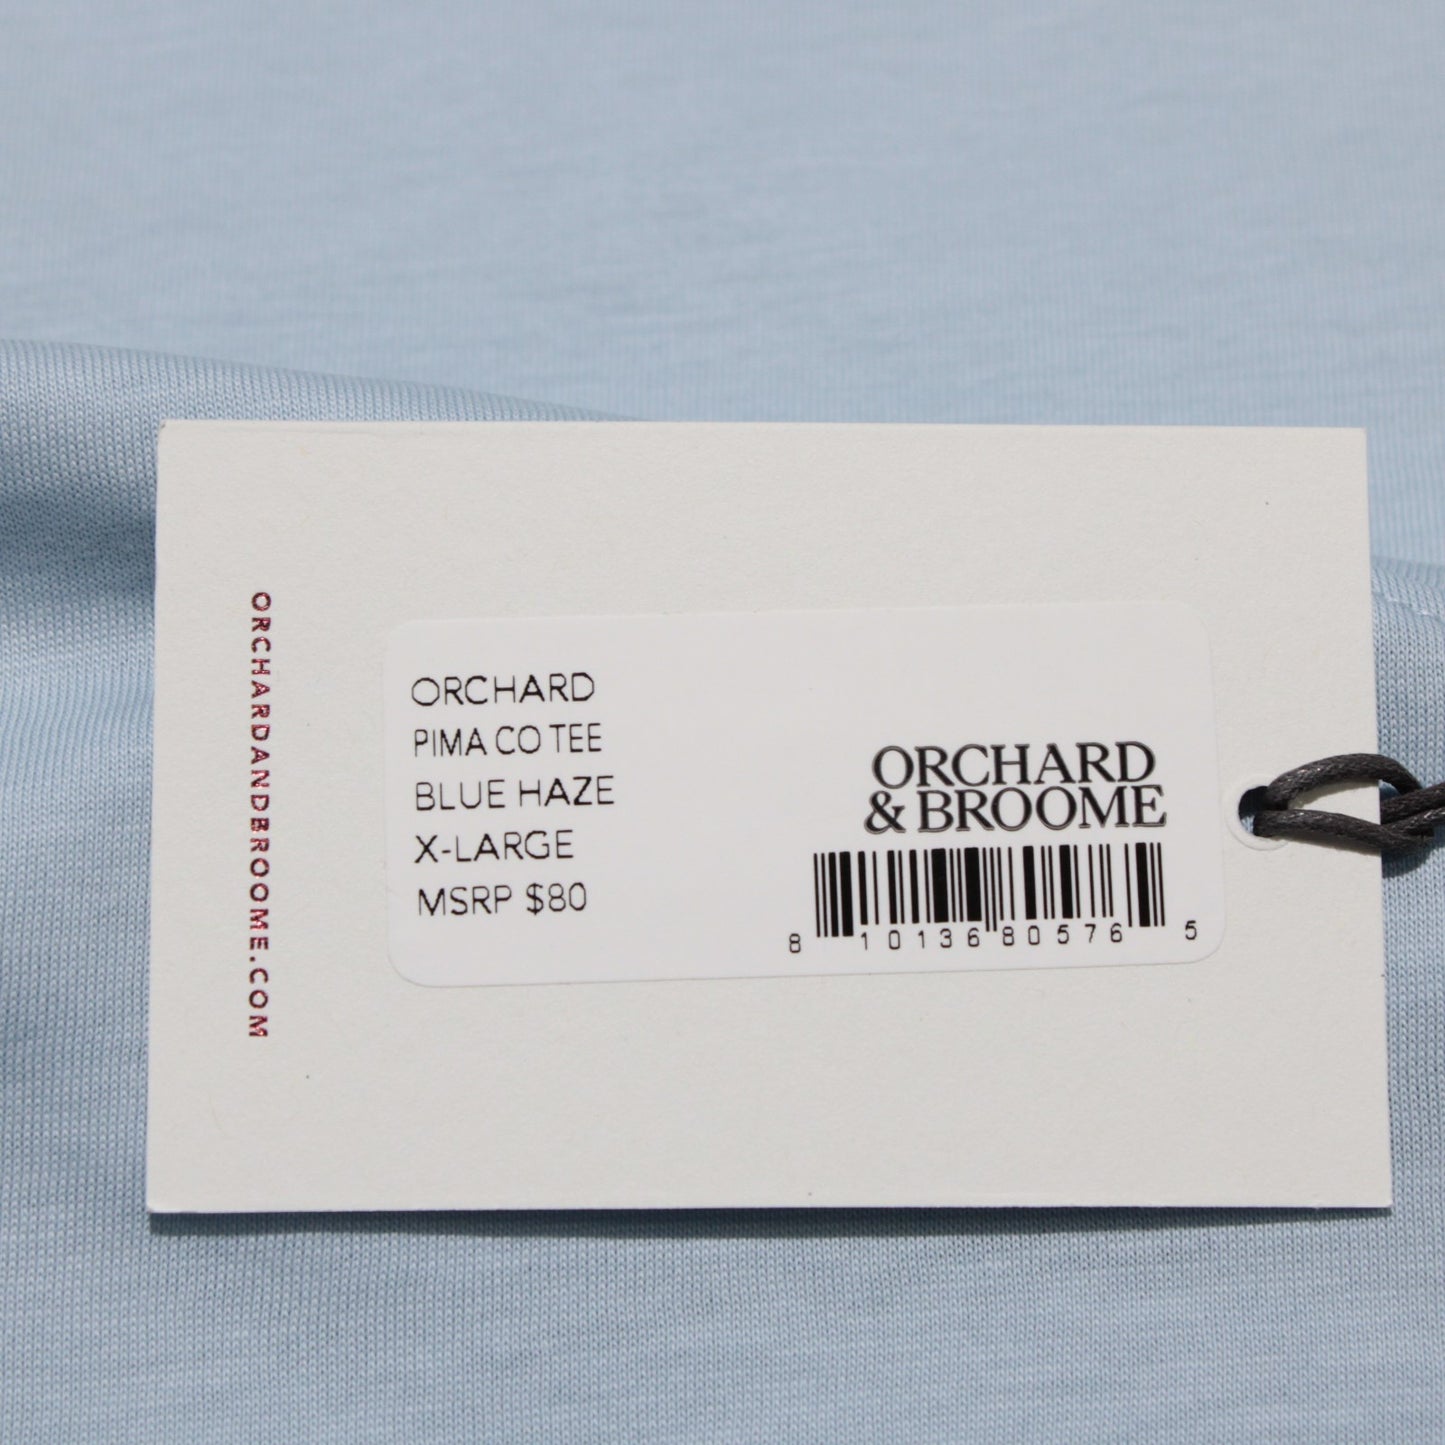 ORCHARDANDBROOME.COM
ORCHARD
PIMA CO TEE
BLUE HAZE
X-LARGE
MSRP $80
ORCHARD
& BROOME
8 10136 80576 5